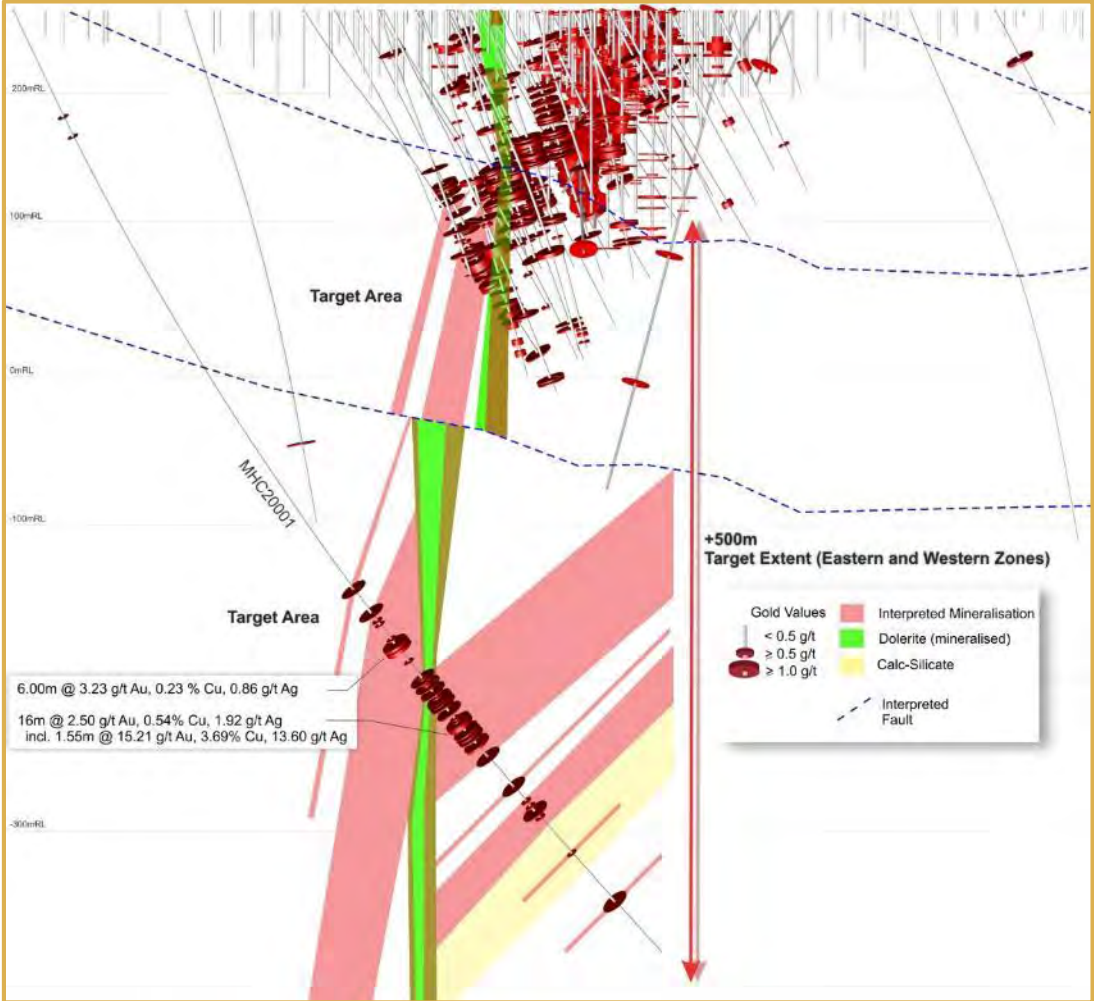 200mRL
100mRL
Target Area
0mRL
MHC20001
-100mRL
+500m
Target Extent (Eastern and Western Zones)
Gold Values
< 0.5 g/t
≥ 0.5 g/t
≥ 1.0 g/t
Interpreted Mineralisation
Dolerite (mineralised)
Calc-Silicate
Interpreted
Fault
Target Area
6.00m @ 3.23 g/t Au, 0.23 % Cu, 0.86 g/t Ag
16m @ 2.50 g/t Au, 0.54% Cu, 1.92 g/t Ag
incl. 1.55m @ 15.21 g/t Au, 3.69% Cu, 13.60 g/t Ag
-300mRL